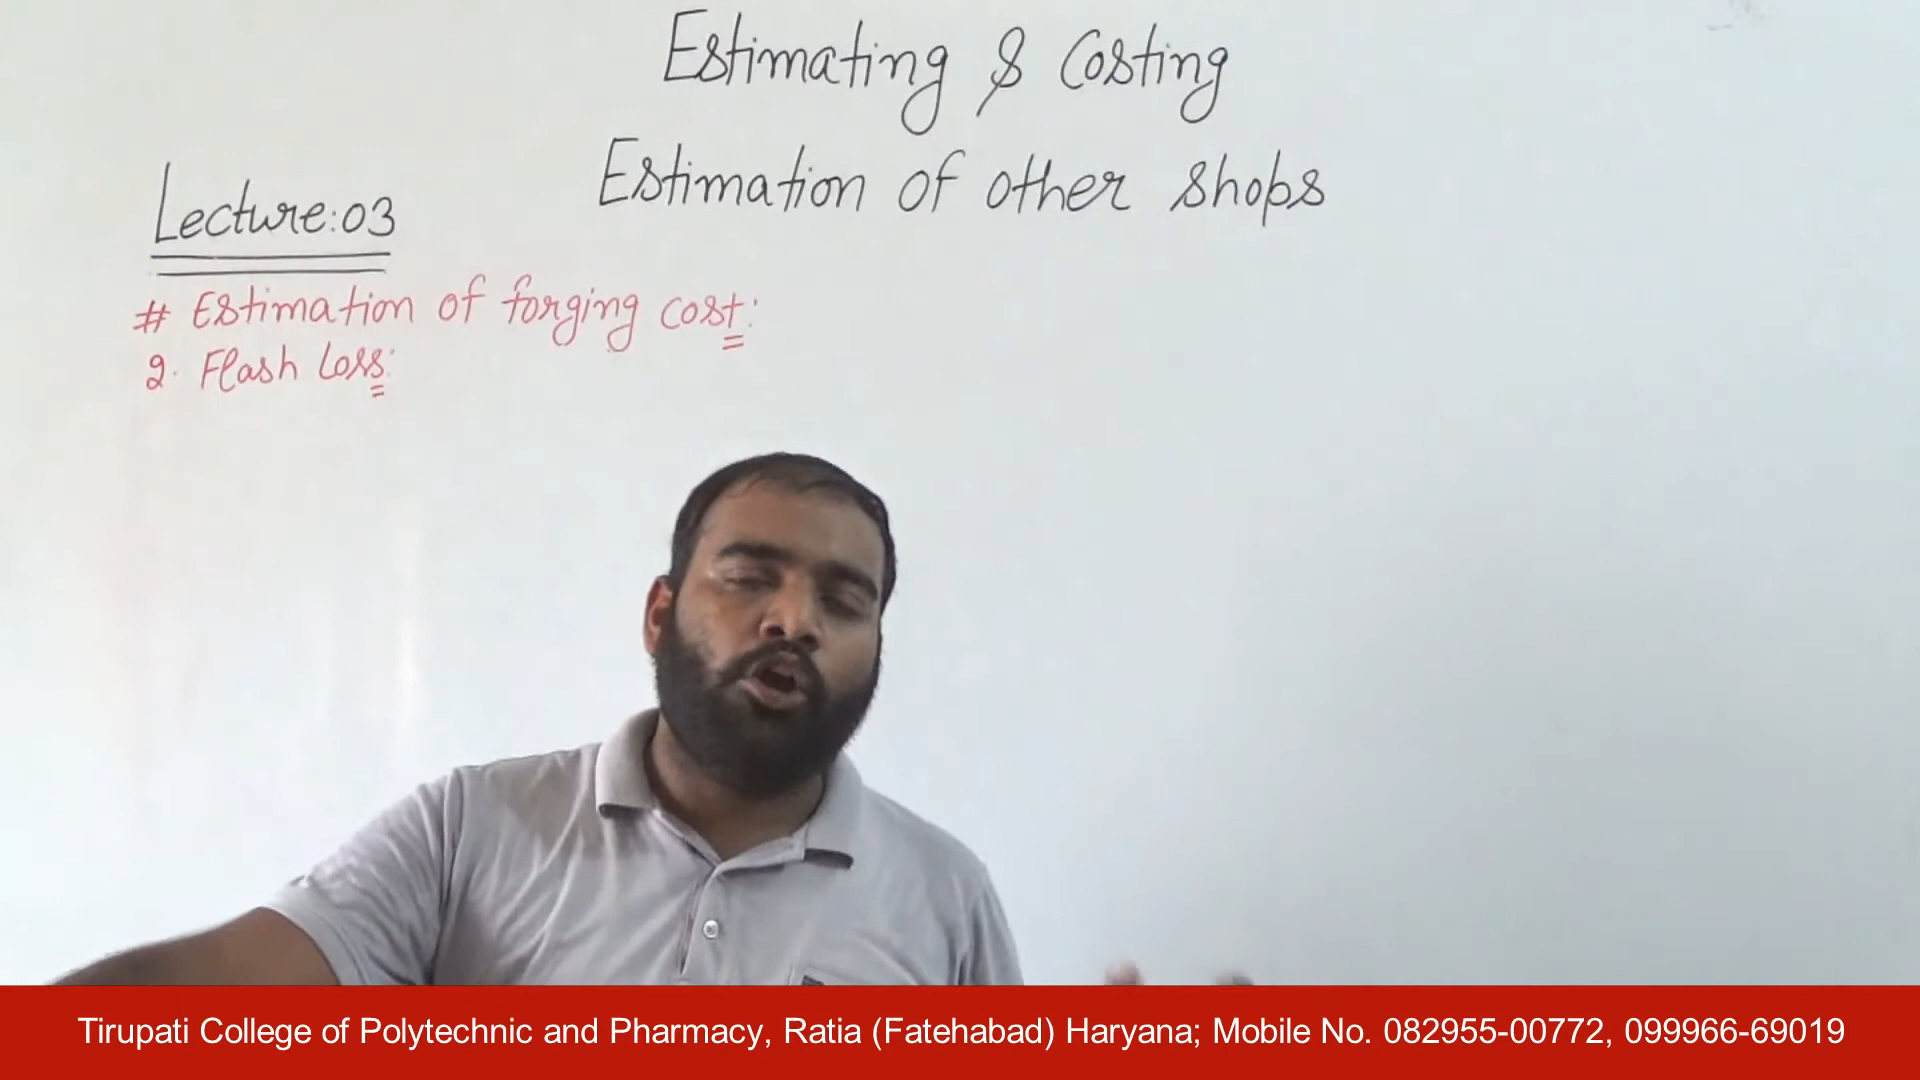 Estimating & Costing
Estimation of other shops
Lecture:03
# Estimation of forging cost:
2. Flash Loss:
Tirupati College of Polytechnic and Pharmacy, Ratia (Fatehabad) Haryana; Mobile No. 082955-00772, 099966-69019